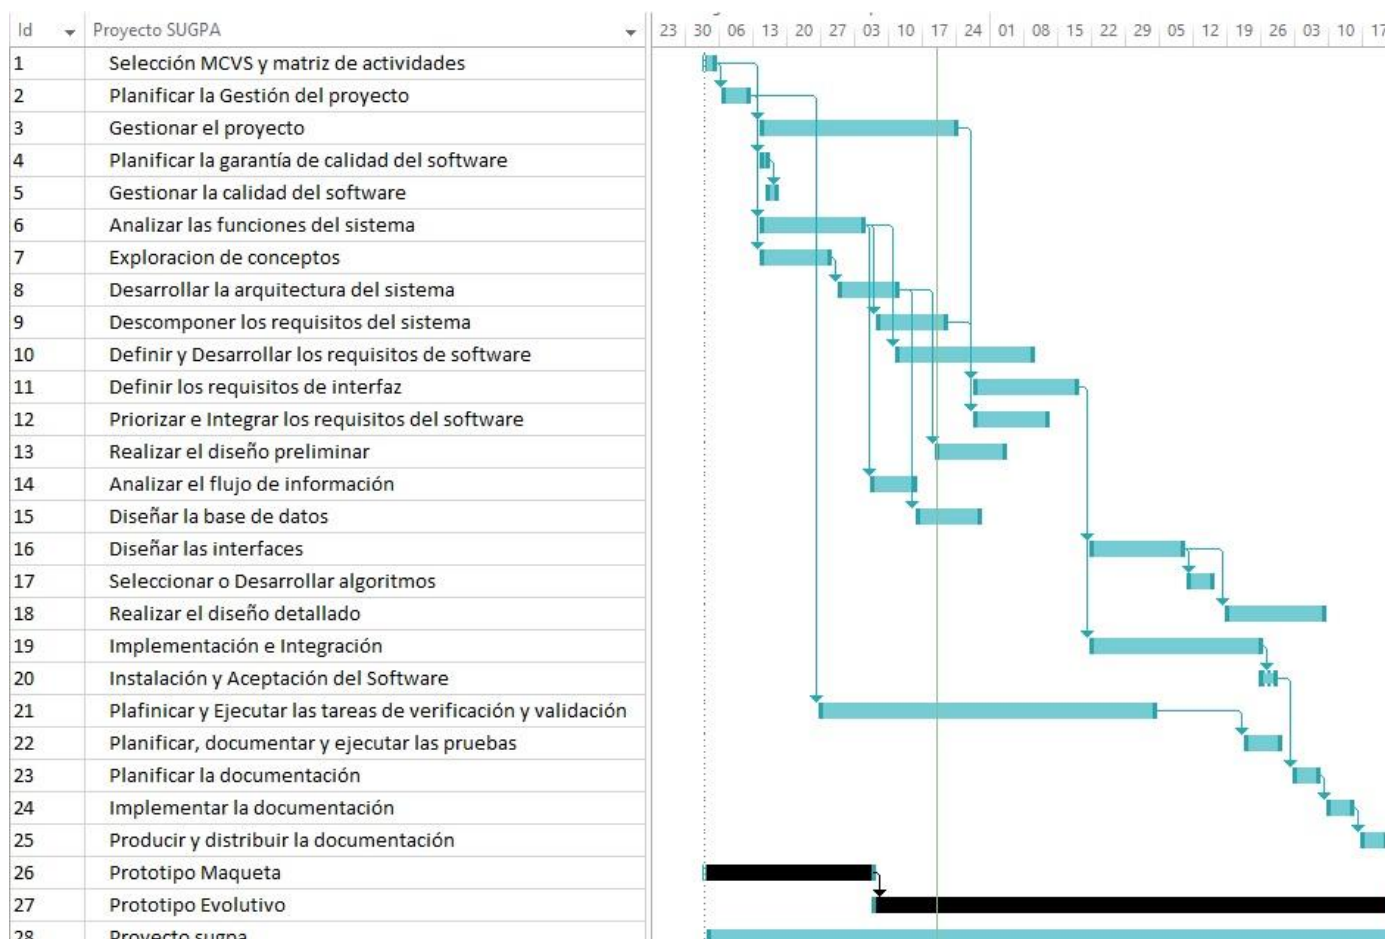 Id Proyecto SUGPA 23 30 06 13 20 27 03 10 17 24 01 08 15 22 29 05 12 19 26 03 10 17
1 Selección MCVS y matriz de actividades
2 Planificar la Gestión del proyecto
3 Gestionar el proyecto
4 Planificar la garantía de calidad del software
5 Gestionar la calidad del software
6 Analizar las funciones del sistema
7 Exploracion de conceptos
8 Desarrollar la arquitectura del sistema
9 Descomponer los requisitos del sistema
10 Definir y Desarrollar los requisitos de software
11 Definir los requisitos de interfaz
12 Priorizar e Integrar los requisitos del software
13 Realizar el diseño preliminar
14 Analizar el flujo de información
15 Diseñar la base de datos
16 Diseñar las interfaces
17 Seleccionar o Desarrollar algoritmos
18 Realizar el diseño detallado
19 Implementación e Integración
20 Instalación y Aceptación del Software
21 Plafinicar y Ejecutar las tareas de verificación y validación
22 Planificar, documentar y ejecutar las pruebas
23 Planificar la documentación
24 Implementar la documentación
25 Producir y distribuir la documentación
26 Prototipo Maqueta
27 Prototipo Evolutivo
28 Proyecto sugpa